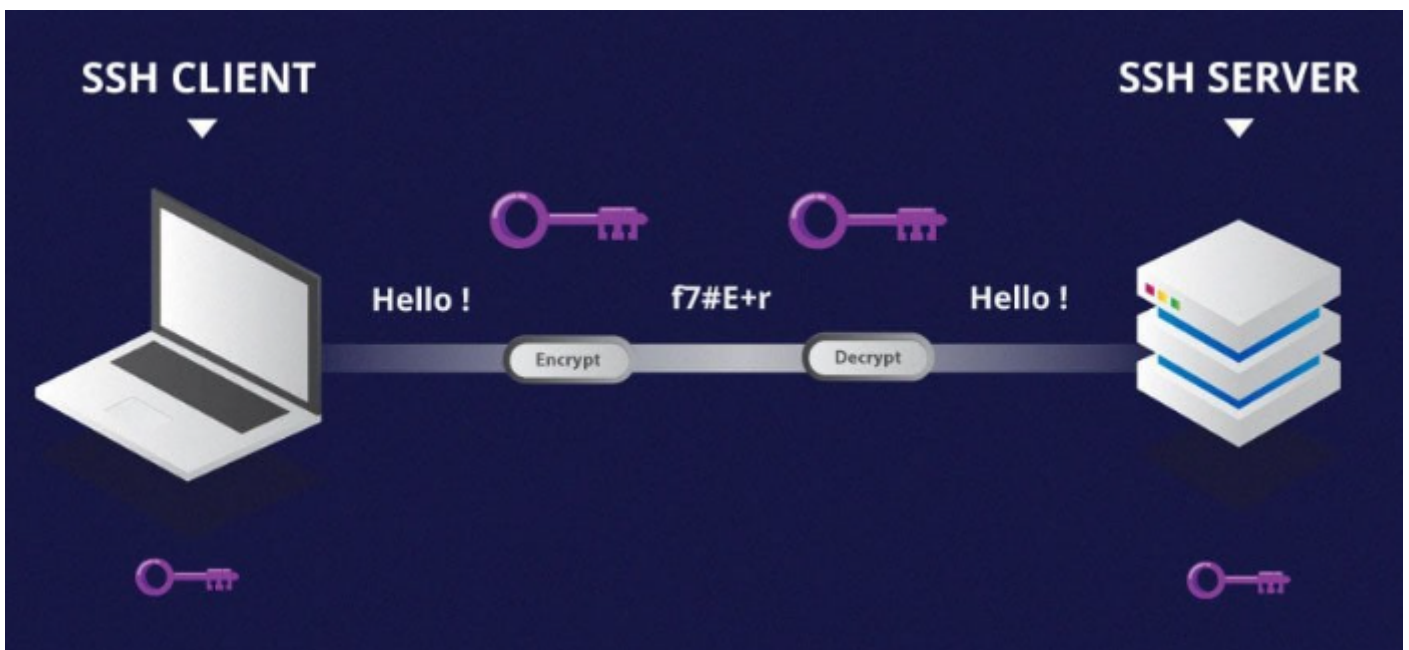 SSH CLIENT
SSH SERVER
Hello !
f7#E+r
Hello !
Encrypt
Decrypt